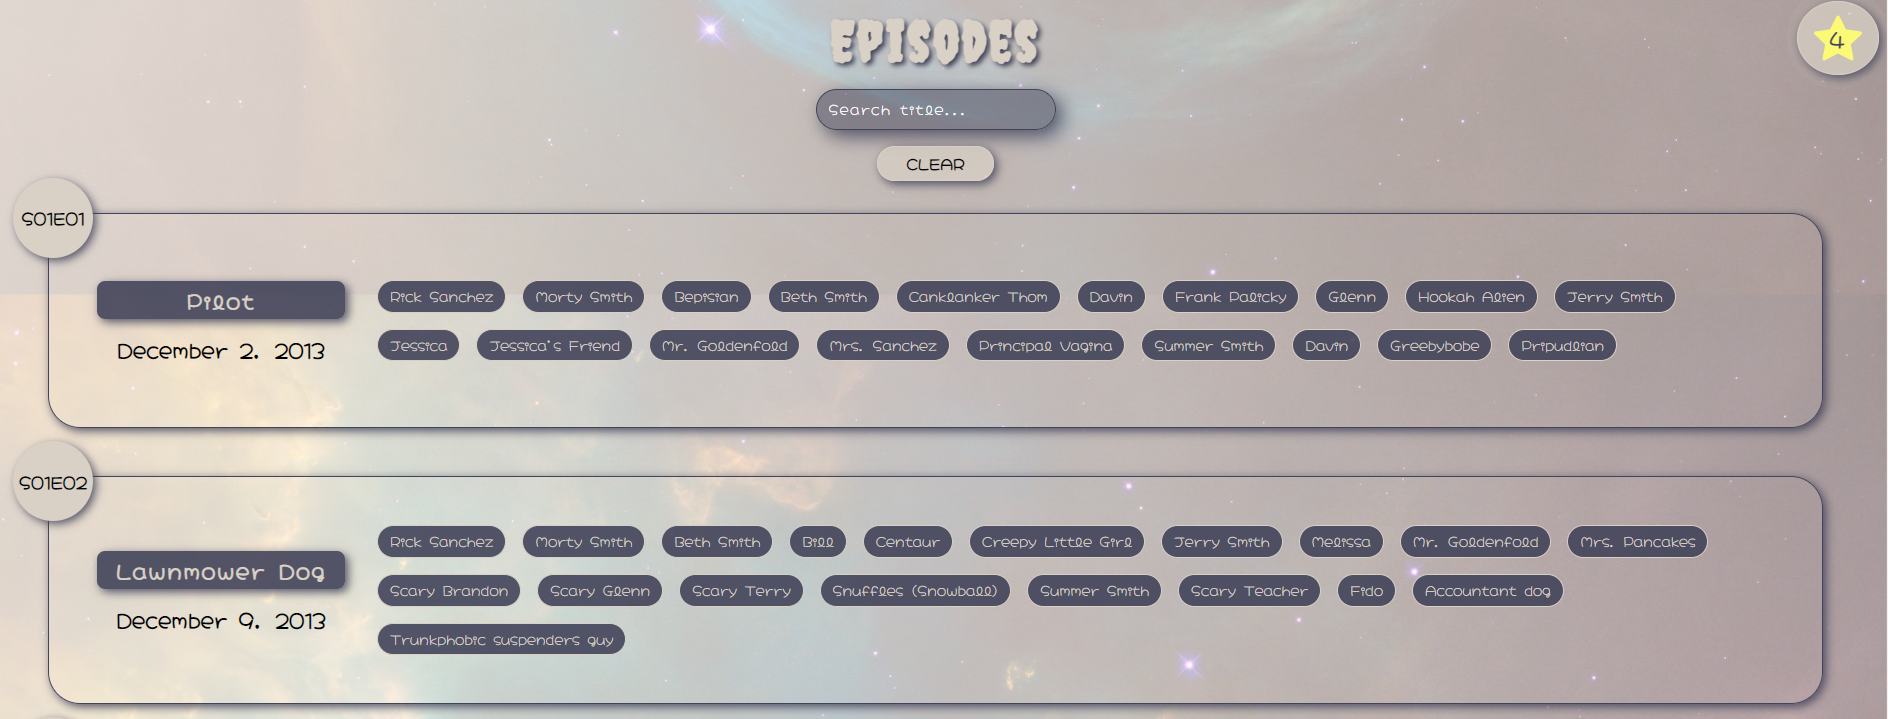 EPISODES
4
Search title...
CLEAR
S01E01
Pilot
December 2, 2013
Rick Sanchez Morty Smith Bepisian Beth Smith Canklanker Thom Davin Frank Palicky Glenn Hookah Alien Jerry Smith
Jessica Jessica's Friend Mr. Goldenfold Mrs. Sanchez Principal Vagina Summer Smith Davin Greebybobe Pripudlian
S01E02
Lawnmower Dog
December 9, 2013
Rick Sanchez Morty Smith Beth Smith Bill Centaur Creepy Little Girl Jerry Smith Melissa Mr. Goldenfold Mrs. Pancakes
Scary Brandon Scary Glenn Scary Terry Snuffles (Snowball) Summer Smith Scary Teacher Fido Accountant dog
Trunkphobic suspenders guy